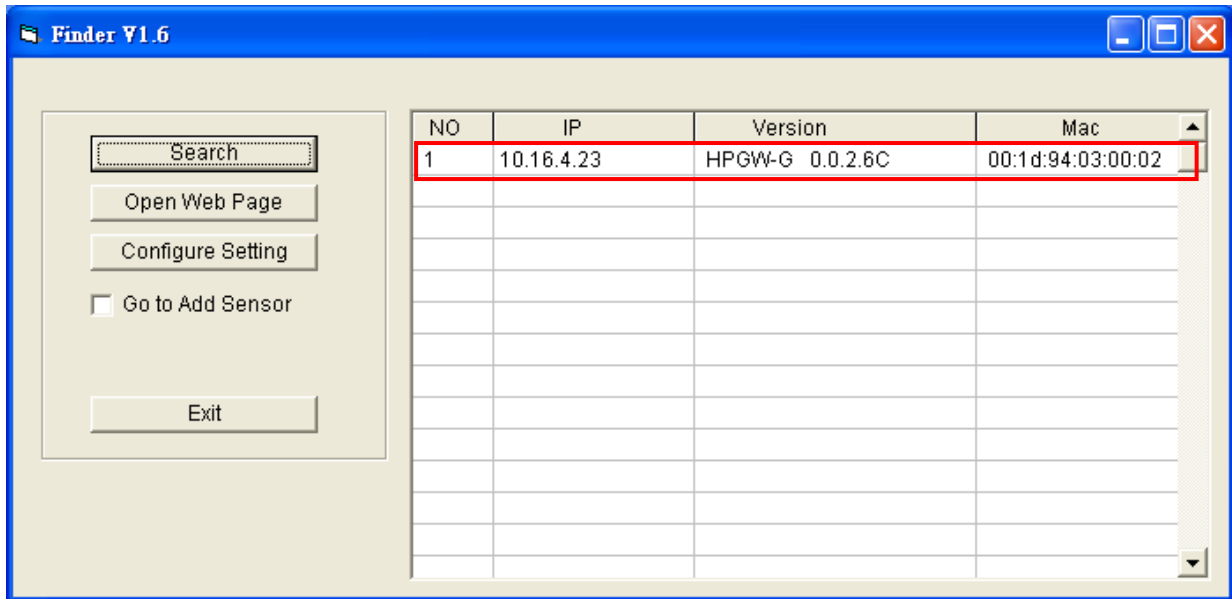 Finder V1.6
Search
Open Web Page
Configure Setting
Go to Add Sensor
Exit
NO IP Version Mac
1 10.16.4.23 HPGW-G 0.0.2.6C 00:1d:94:03:00:02